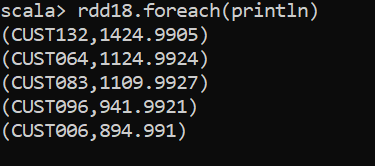 scala> rdd18.foreach(println)
(CUST132,1424.9905)
(CUST064,1124.9924)
(CUST083,1109.9927)
(CUST096,941.9921)
(CUST006,894.991)